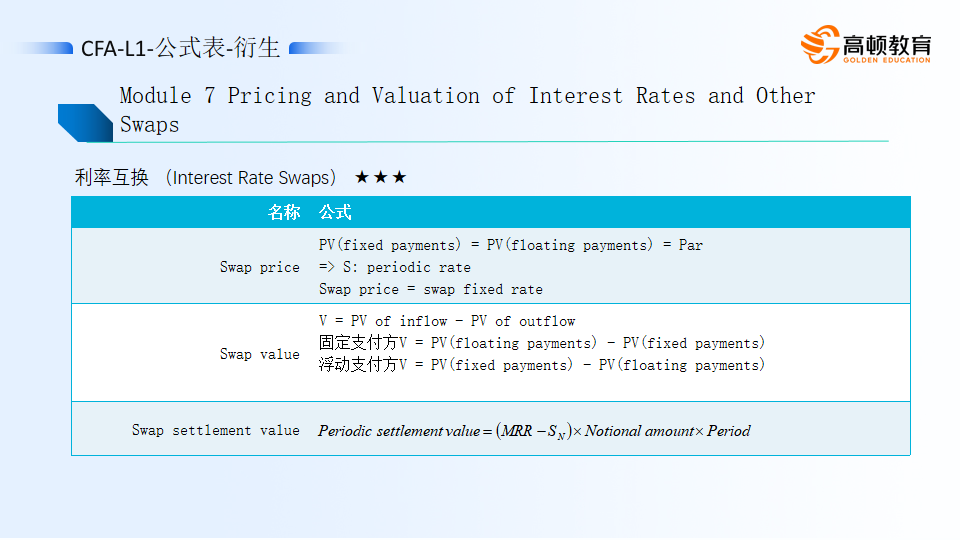 CFA-L1-公式表-衍生
高顿教育
GOLDEN EDUCATION
Module 7 Pricing and Valuation of Interest Rates and Other
Swaps
利率互换 （Interest Rate Swaps） ★★★
名称 公式
PV(fixed payments) = PV(floating payments) = Par
Swap price => S: periodic rate
Swap price = swap fixed rate
V = PV of inflow - PV of outflow
固定支付方V = PV(floating payments) - PV(fixed payments)
Swap value
浮动支付方V = PV(fixed payments) - PV(floating payments)
Swap settlement value Periodic settlement value = (MRR − S_N) × Notional amount × Period